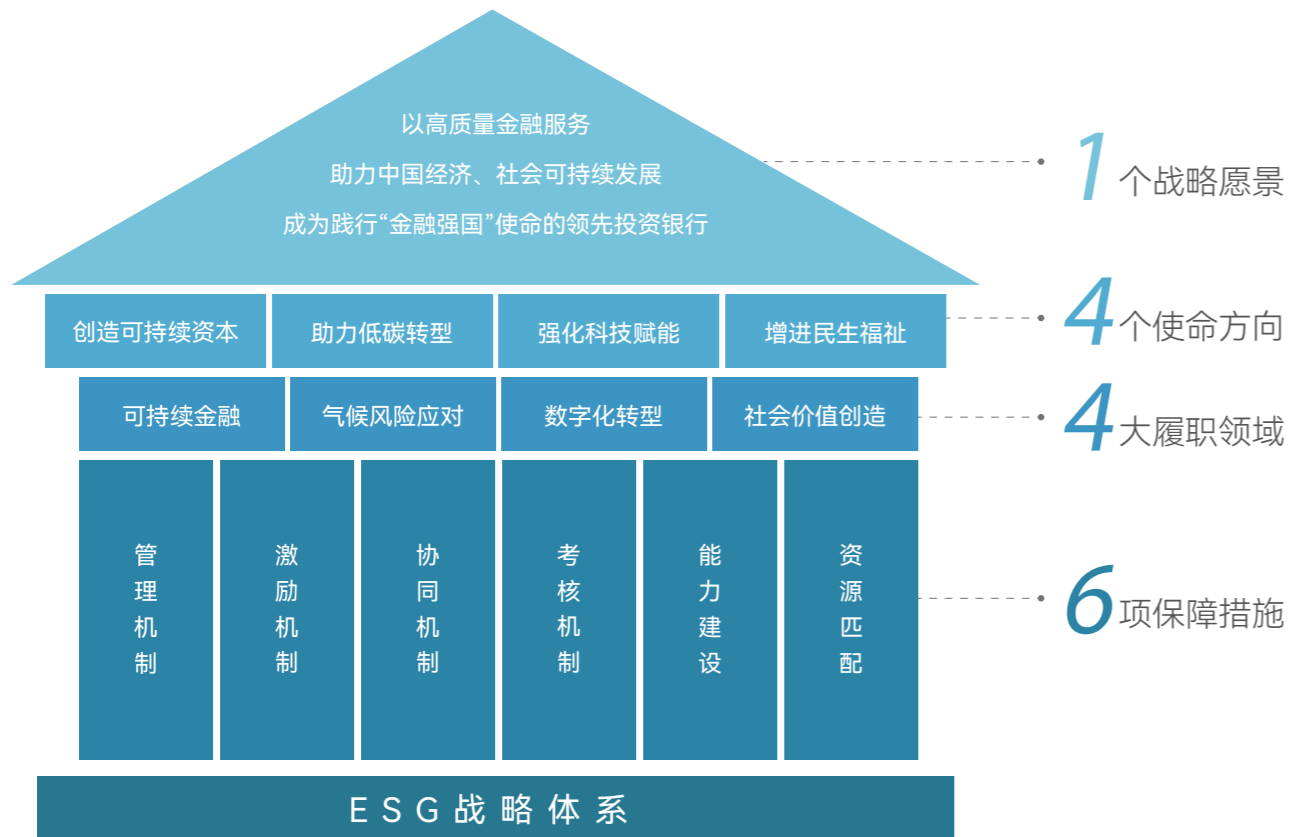 以高质量金融服务
助力中国经济、社会可持续发展
成为践行“金融强国”使命的领先投资银行
1个战略愿景
创造可持续资本
助力低碳转型
强化科技赋能
增进民生福祉
4个使命方向
可持续金融
气候风险应对
数字化转型
社会价值创造
4大履职领域
管理机制
激励机制
协同机制
考核机制
能力建设
资源匹配
6项保障措施
ESG战略体系